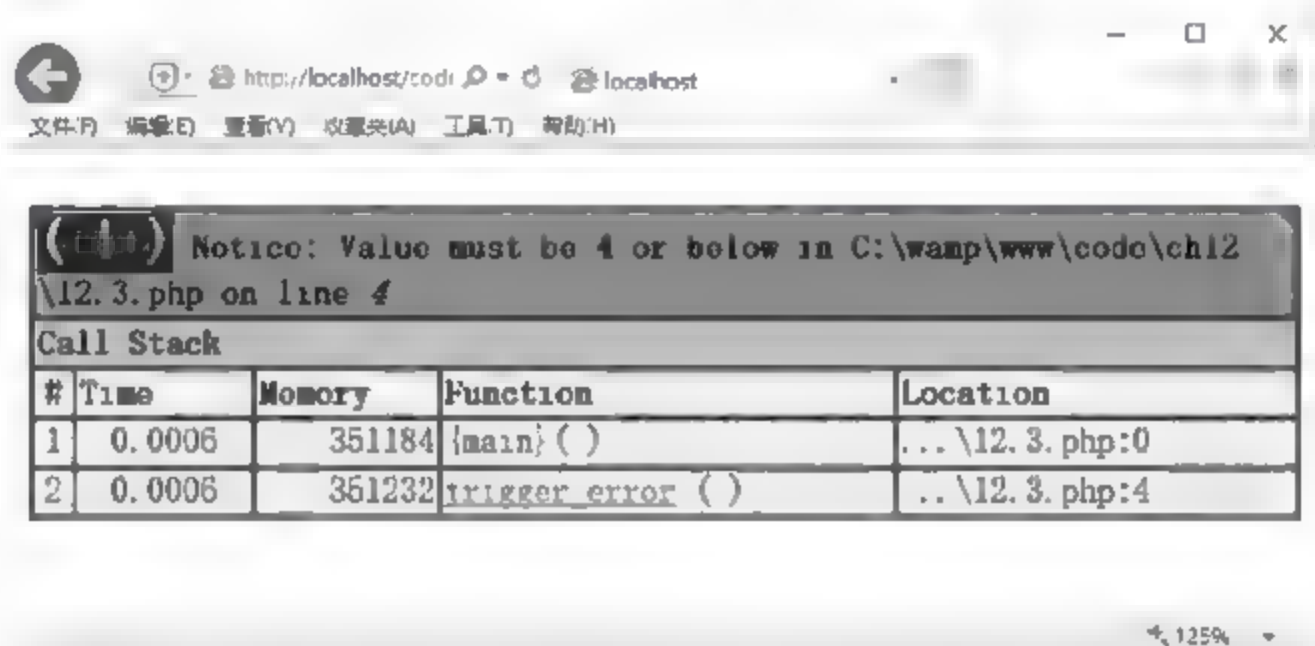 http://localhost/code localhost
文件(F) 编辑(E) 查看(V) 收藏夹(A) 工具(T) 帮助(H)
( ! ) Notice: Value must be 4 or below in C:\wamp\www\code\ch12
\12.3.php on line 4
Call Stack
# Time Memory Function Location
1 0.0006 351184 {main}( ) ...\12.3.php:0
2 0.0006 351232 trigger_error ( ) ..\12.3.php:4
125%